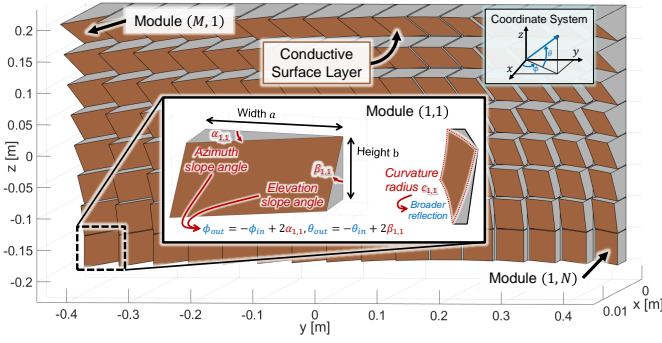 Module (M, 1)
Conductive
Surface Layer
Coordinate System
z
y
x
θ
ϕ
Width a
Module (1,1)
α1,1
Azimuth
slope angle
β1,1
Height b
Elevation
slope angle
Curvature
radius c1,1
Broader
reflection
ϕout = −ϕin + 2α1,1, θout = −θin + 2β1,1
Module (1, N)
z [m]
0.2
0.15
0.1
0.05
0
-0.05
-0.1
-0.15
-0.2
-0.4
-0.3
-0.2
-0.1
0
0.1
0.2
0.3
0.4
y [m]
0.01
0
x [m]